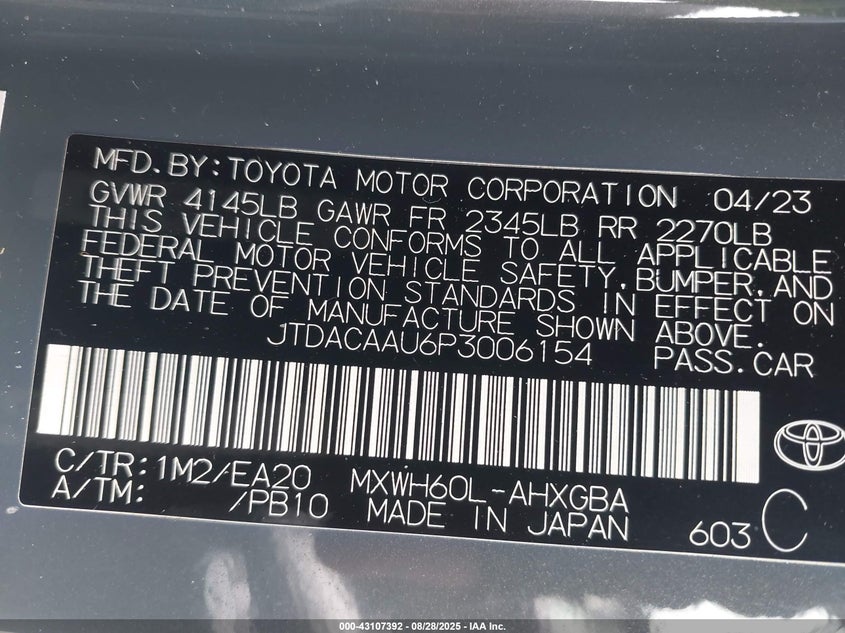 MFD.BY:TOYOTA MOTOR CORPORATION 04/23
GVWR 4145LB GAWR FR 2345LB RR 2270LB
THIS VEHICLE CONFORMS TO ALL APPLICABLE
FEDERAL MOTOR VEHICLE SAFETY,BUMPER,AND
THEFT PREVENTION STANDARDS IN EFFECT ON
THE DATE OF MANUFACTURE SHOWN ABOVE.
JTDACAAU6P3006154 PASS.CAR
C/TR:1M2/EA20 MXWH60L-AHXGBA
A/TM: /PB10 MADE IN JAPAN 603 C
000-43107392 - 08/28/2025 - IAA Inc.